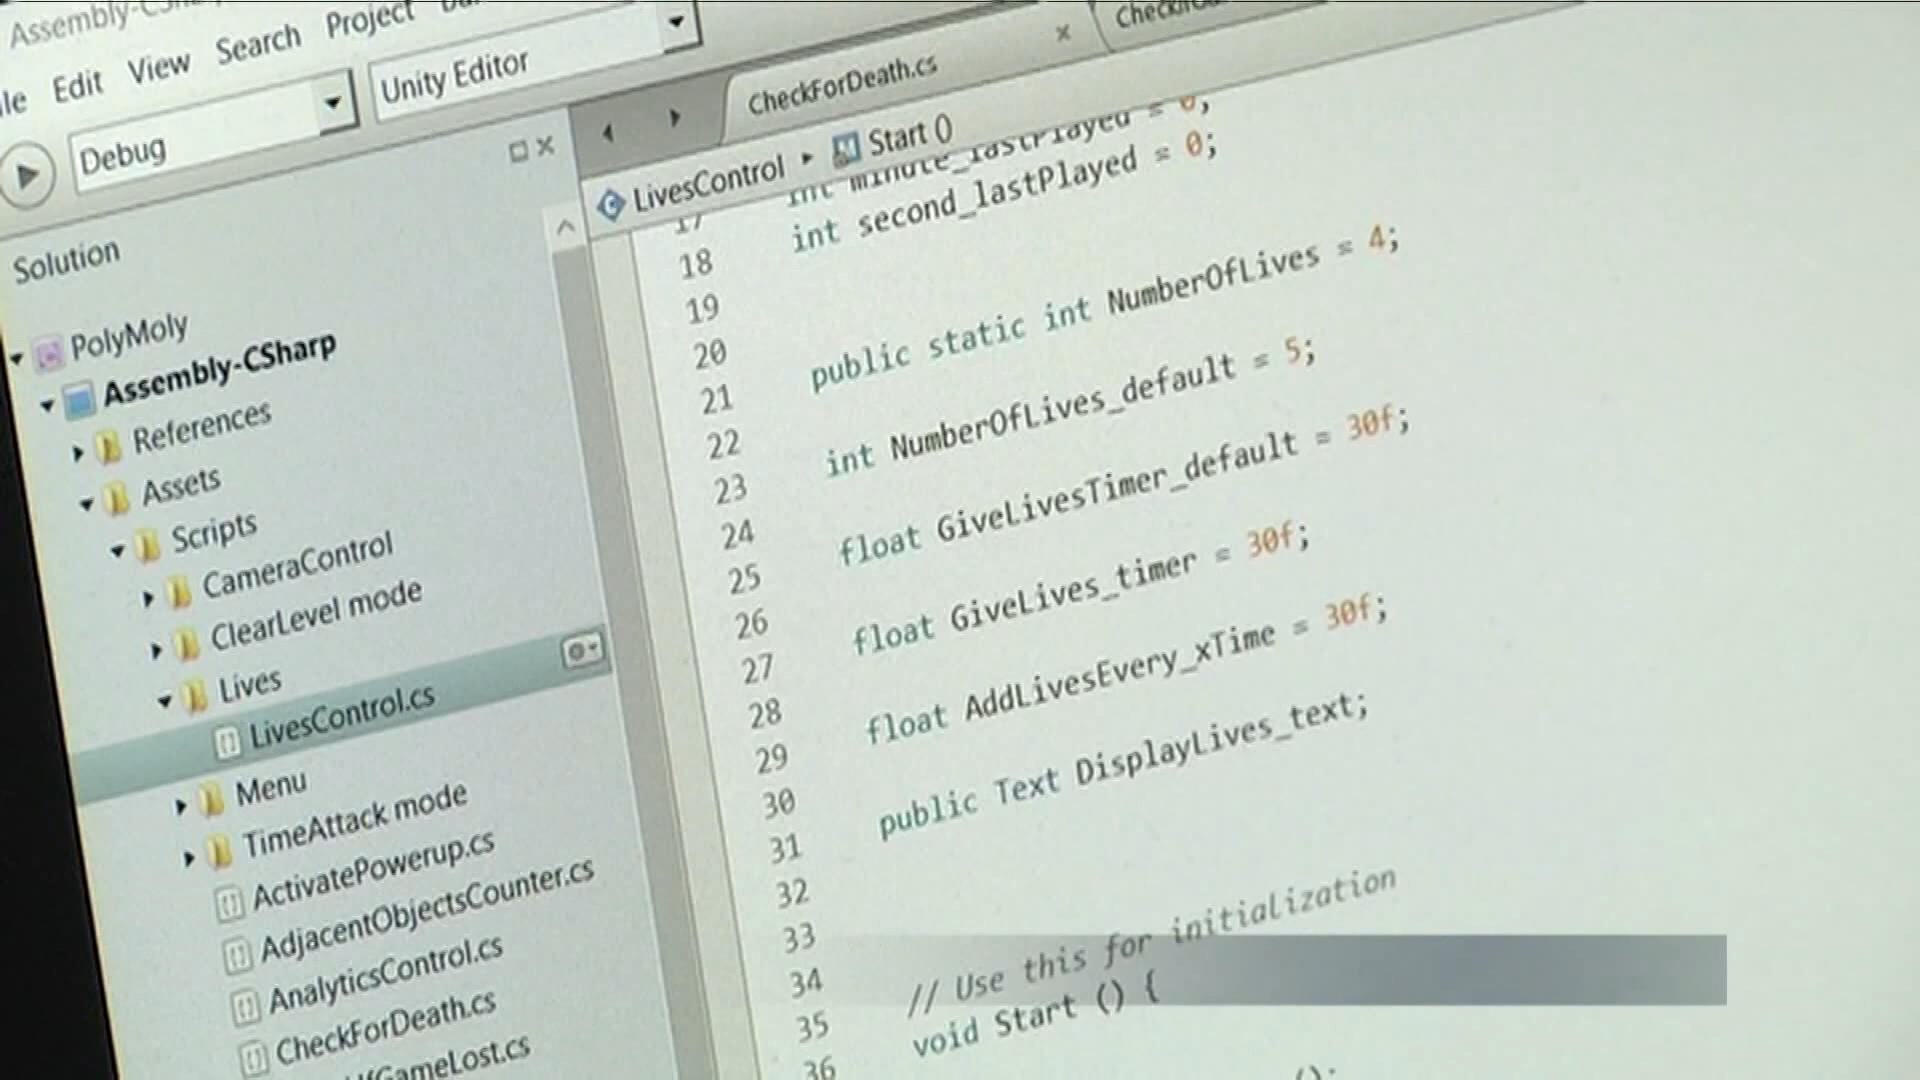 Assembly-CSharp
Edit View Search Project
Debug
Unity Editor
Solution
PolyMoly
Assembly-CSharp
References
Assets
Scripts
CameraControl
ClearLevel mode
Lives
LivesControl.cs
Menu
TimeAttack mode
ActivatePowerup.cs
AdjacentObjectsCounter.cs
AnalyticsControl.cs
CheckForDeath.cs
CheckForDeath.cs
LivesControl
Start ()
17 int minute_lastPlayed = 0;
18 int second_lastPlayed = 0;
19
20
21 public static int NumberOfLives = 4;
22
23 int NumberOfLives_default = 5;
24
25 float GiveLivesTimer_default = 30f;
26
27 float GiveLives_timer = 30f;
28
29 float AddLivesEvery_xTime = 30f;
30
31 public Text DisplayLives_text;
32
33
34 // Use this for initialization
35 void Start () {
36